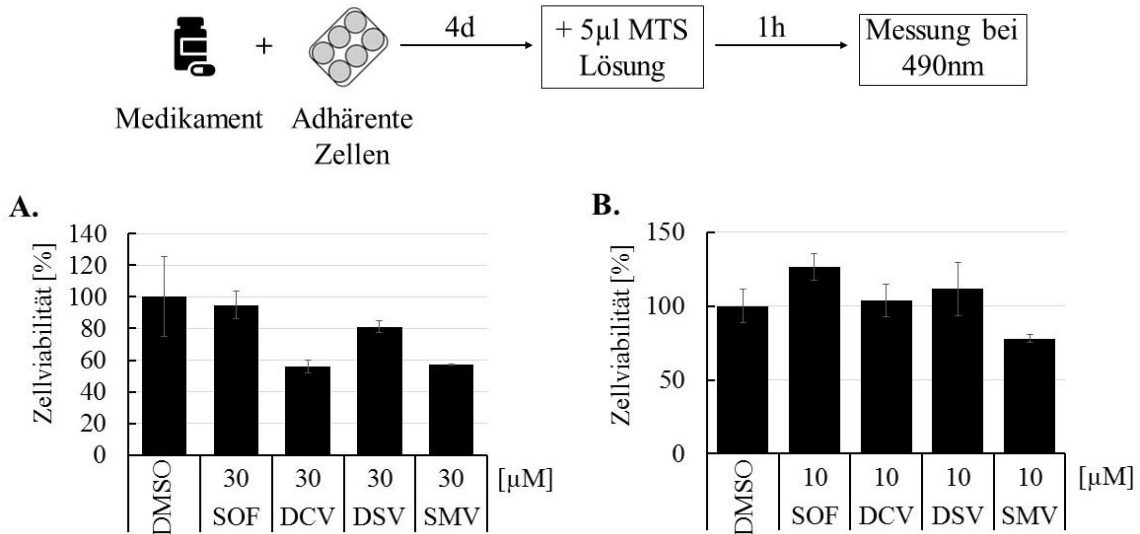 4d
+ 5µl MTS
Lösung
1h
Messung bei
490nm
+
Medikament
Adhärente
Zellen
A.
Zellviabilität [%]
140
120
100
80
60
40
20
0
DMSO
30
30
30
30
[µM]
SOF
DCV
DSV
SMV
B.
Zellviabilität [%]
150
100
50
0
DMSO
10
10
10
10
[µM]
SOF
DCV
DSV
SMV